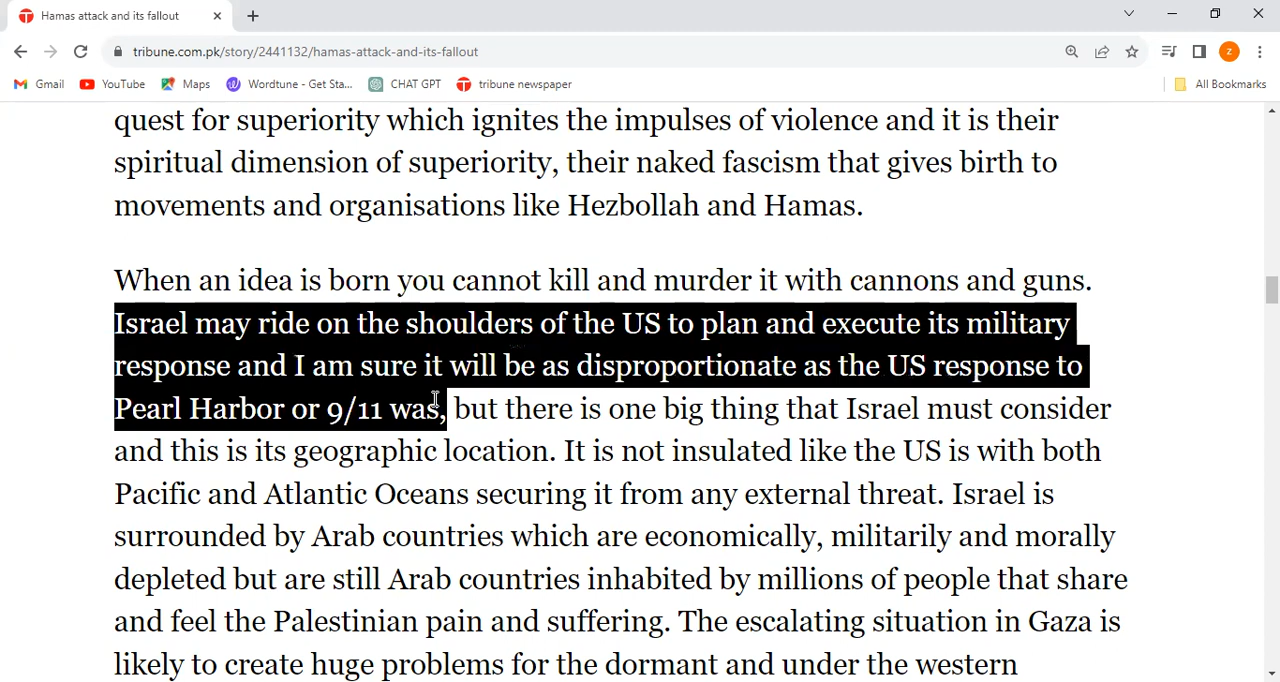 Hamas attack and its fallout
tribune.com.pk/story/2441132/hamas-attack-and-its-fallout
z
Gmail YouTube Maps Wordtune - Get Sta... CHAT GPT tribune newspaper All Bookmarks
quest for superiority which ignites the impulses of violence and it is their
spiritual dimension of superiority, their naked fascism that gives birth to
movements and organisations like Hezbollah and Hamas.
When an idea is born you cannot kill and murder it with cannons and guns.
Israel may ride on the shoulders of the US to plan and execute its military
response and I am sure it will be as disproportionate as the US response to
Pearl Harbor or 9/11 was, but there is one big thing that Israel must consider
and this is its geographic location. It is not insulated like the US is with both
Pacific and Atlantic Oceans securing it from any external threat. Israel is
surrounded by Arab countries which are economically, militarily and morally
depleted but are still Arab countries inhabited by millions of people that share
and feel the Palestinian pain and suffering. The escalating situation in Gaza is
likely to create huge problems for the dormant and under the western